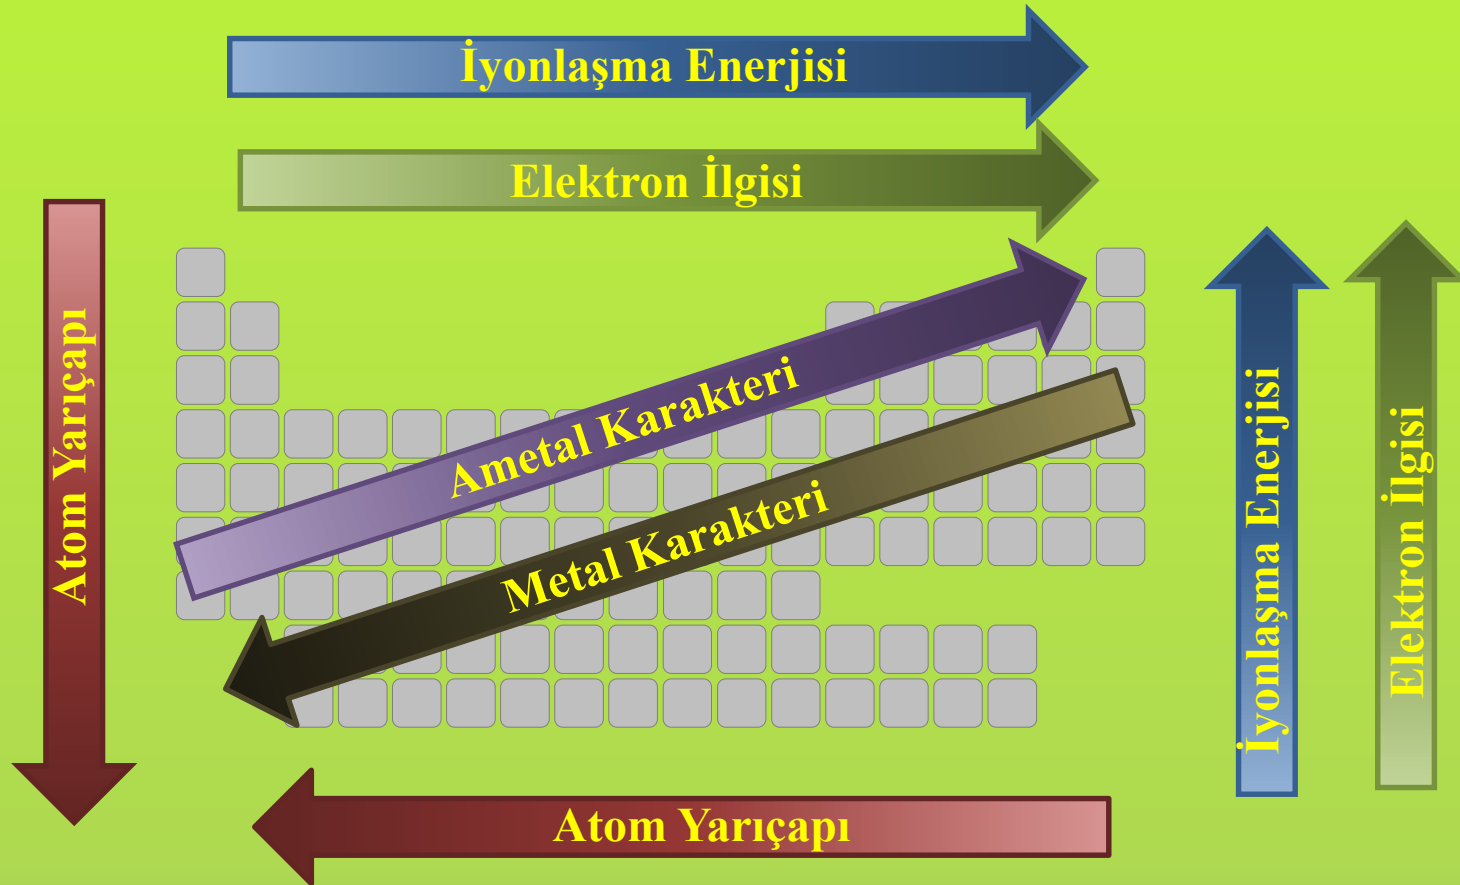 İyonlaşma Enerjisi
Elektron İlgisi
Atom Yarıçapı
Ametal Karakteri
Metal Karakteri
İyonlaşma Enerjisi
Elektron İlgisi
Atom Yarıçapı